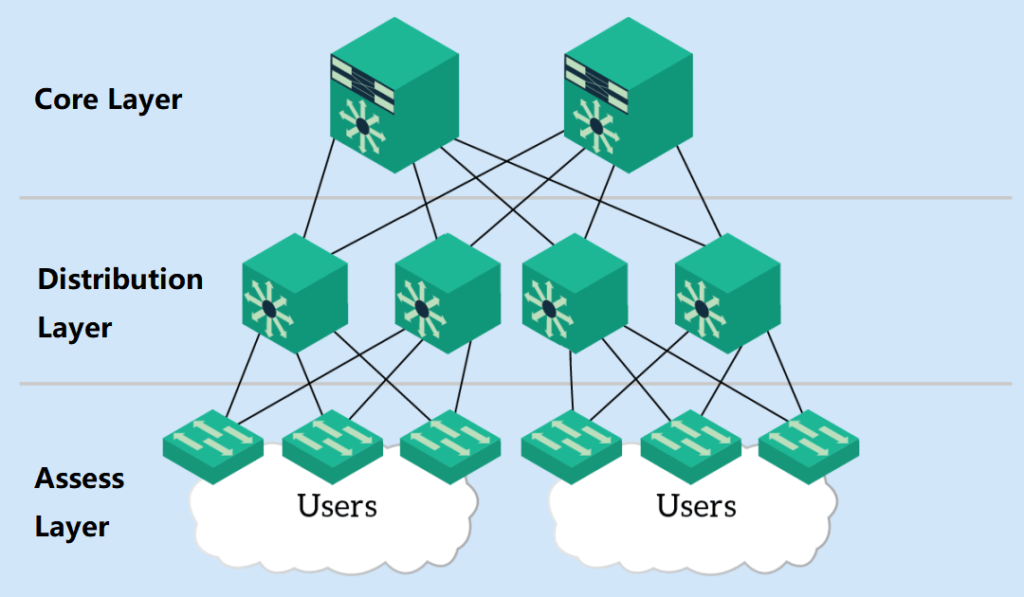 Core Layer
Distribution
Layer
Assess
Layer
Users
Users